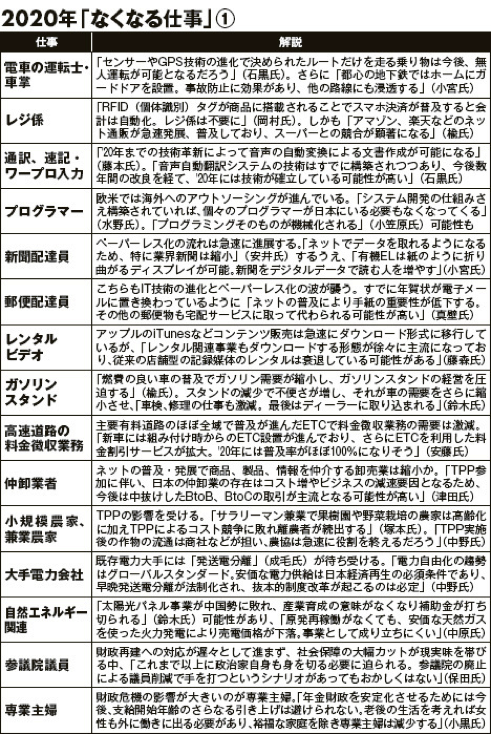 2020年「なくなる仕事」①
仕事
解説
電車の運転士・
車掌
「センサーやGPS技術の進化で決められたルートだけを走る乗り物は今後、無
人運転が可能となるだろう」（石黒氏）。さらに「都心の地下鉄ではホームにガ
ードドアを設置。事故防止に効果があり、他の路線にも浸透する」（小宮氏）
レジ係
「RFID（個体識別）タグが商品に搭載されることでスマホ決済が普及すると会
計は自動化。レジ係は不要に」（岡村氏）。しかも「アマゾン、楽天などのネッ
ト通販が急速発展、普及しており、スーパーとの競合が顕著になる」（楡氏）
通訳、速記・
ワープロ入力
「'20年までの技術革新によって音声の自動変換による文書作成が可能になる」
（藤本氏）。「音声自動翻訳システムの技術はすでに構築されつつあり、今後数
年間の改良を経て、'20年には技術が確立している可能性が高い」（石黒氏）
プログラマー
欧米では海外へのアウトソーシングが進んでいる。「システム開発の仕組みさ
え構築されていれば、個々のプログラマーが日本にいる必要もなくなってくる」
（水野氏）。「プログラミングそのものが機械化される」（小笠原氏）可能性も
新聞配達員
ペーパーレス化の流れは急速に進展する。「ネットでデータを取れるようになる
ため、特に業界新聞は縮小」（安井氏）するうえ、「有機ELは紙のように折り
曲がるディスプレイが可能。新聞をデジタルデータで読む人を増やす」（小宮氏）
郵便配達員
こちらもIT技術の進化とペーパーレス化の波が襲う。すでに年賀状が電子メー
ルに置き換わっているように「ネットの普及により手紙の重要性が低下する。
その他の郵便物も宅配サービスに取って代わられる可能性が高い」（真壁氏）
レンタル
ビデオ
アップルのiTunesなどコンテンツ販売は急速にダウンロード形式に移行して
いるが、「レンタル関連事業もダウンロードする形態が徐々に主流になってお
り、従来の店舗型の記録媒体のレンタルは衰退している可能性がある」（藤森氏）
ガソリン
スタンド
「燃費の良い車の普及でガソリン需要が縮小し、ガソリンスタンドの経営を圧
迫する」（楡氏）。スタンドの減少で不便さが増し、それが車の需要をさらに縮
小させ、「車検、修理の仕事も激減。最後はディーラーに取り込まれる」（鈴木氏）
高速道路の
料金徴収業務
主要有料道路のほぼ全域で普及が進んだETCで料金徴収業務の需要は激減。
「新車には組み付け時からのETC設置が進んでおり、さらにETCを利用した料
金割引サービスが拡大。'20年には普及率がほぼ100%になりそう」（安藤氏）
仲卸業者
ネットの普及・発展で商品、製品、情報を仲介する卸売業は縮小か。「TPP参
加に伴い、日本の仲卸業の存在はコスト増やビジネスの減速要因となるため、
今後は中抜けしたBtoB、BtoCの取引が主流となる可能性が高い」（津田氏）
小規模農家、
兼業農家
TPPの影響を受ける。「サラリーマン兼業で果樹園や野菜栽培の農家は高齢化
に加えTPPによるコスト競争に敗れ離農者が続出する」（塚本氏）。「TPP実施
後の作物の流通は商社などが担い、農協は急速に役割を終えるだろう」（中野氏）
大手電力会社
既存電力大手には「発送電分離」（成毛氏）が待ち受ける。「電力自由化の趨勢
はグローバルスタンダード。安価な電力供給は日本経済再生の必須条件であり、
早晩発送電分離が法制化され、抜本的制度改革が起こるのは必定」（中野氏）
自然エネルギー
関連
「太陽光パネル事業が中国勢に敗れ、産業育成の意味がなくなり補助金が打ち
切られる」（鈴木氏）可能性があり、「原発再稼働がなくても、安価な天然ガス
を使った火力発電により売電価格が下落。事業として成り立ちにくい」（中原氏）
参議院議員
財政再建への対応が遅々として進まず、社会保障の大幅カットが現実味を帯び
る中、「これまで以上に政治家自身も身を切る必要に迫られる。参議院の廃止
による議員削減で手を打つというシナリオがあってもおかしくはない」（保田氏）
専業主婦
財政危機の影響が大きいのが専業主婦。「年金財政を安定化させるためには今
後、支給開始年齢のさらなる引き上げは避けられない。老後の生活を考えれば女
性も外に働きに出る必要があり、裕福な家庭を除き専業主婦は減少する」（小黒氏）